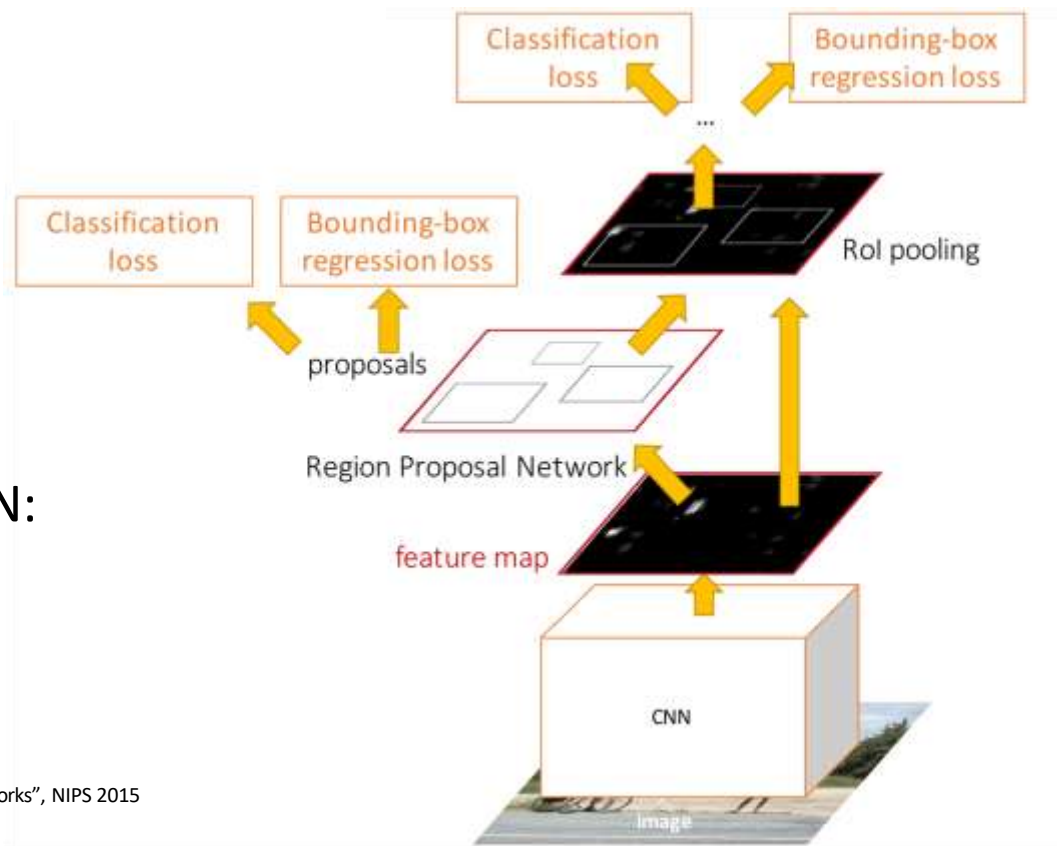 Classification
loss
Bounding-box
regression loss
...
Classification
loss
Bounding-box
regression loss
RoI pooling
proposals
Region Proposal Network
N:
feature map
CNN
orks”, NIPS 2015
image